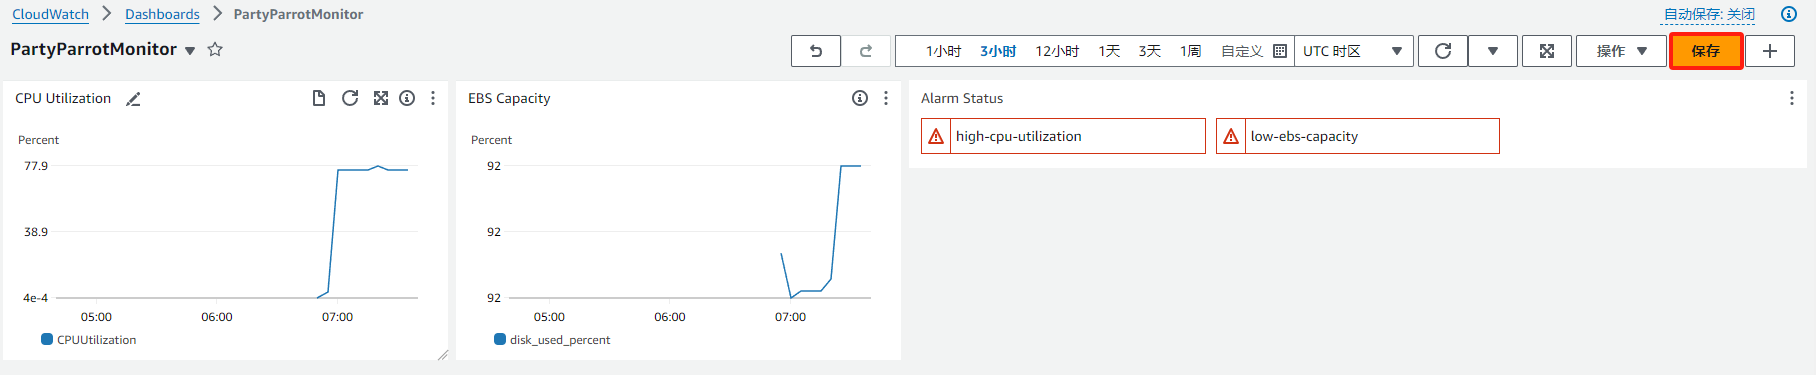 CloudWatch > Dashboards > PartyParrotMonitor
自动保存: 关闭
PartyParrotMonitor
1小时 3小时 12小时 1天 3天 1周 自定义 UTC 时区 操作 保存
CPU Utilization
Percent
77.9
38.9
4e-4
05:00 06:00 07:00
CPUUtilization
EBS Capacity
Percent
92
92
92
05:00 06:00 07:00
disk_used_percent
Alarm Status
high-cpu-utilization
low-ebs-capacity